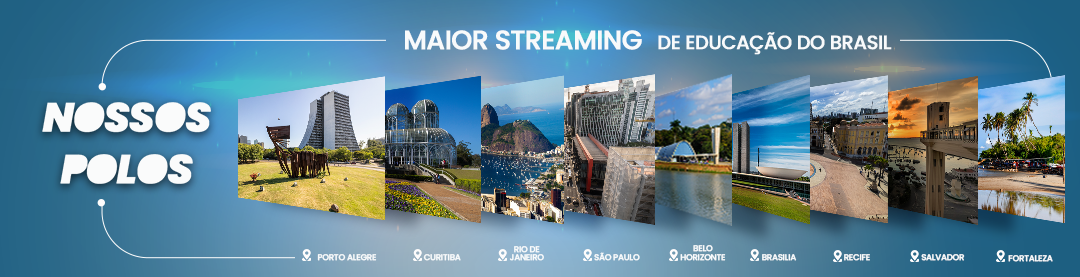 MAIOR STREAMING DE EDUCAÇÃO DO BRASIL
NOSSOS
POLOS
PORTO ALEGRE
CURITIBA
RIO DE
JANEIRO
SÃO PAULO
BELO
HORIZONTE
BRASILIA
RECIFE
SALVADOR
FORTALEZA